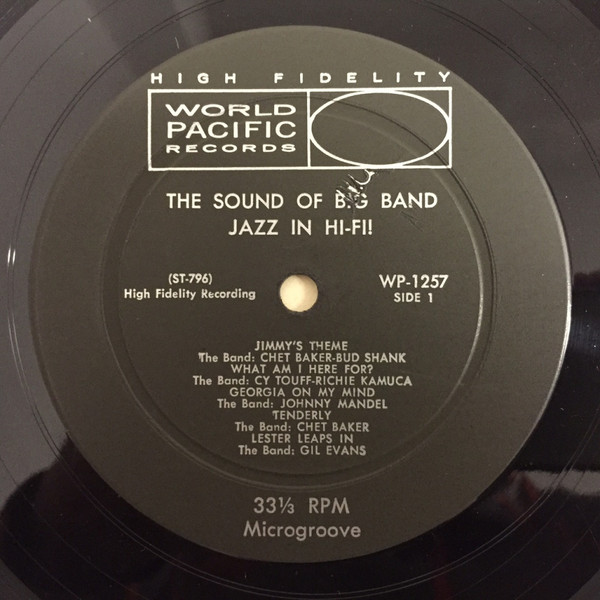 HIGH FIDELITY
WORLD
PACIFIC
RECORDS
THE SOUND OF BIG BAND
JAZZ IN HI-FI!
(ST-796)
High Fidelity Recording
WP-1257
SIDE 1
JIMMY'S THEME
The Band: CHET BAKER-BUD SHANK
WHAT AM I HERE FOR?
The Band: CY TOUFF-RICHIE KAMUCA
GEORGIA ON MY MIND
The Band: JOHNNY MANDEL
TENDERLY
The Band: CHET BAKER
LESTER LEAPS IN
The Band: GIL EVANS
33⅓ RPM
Microgroove